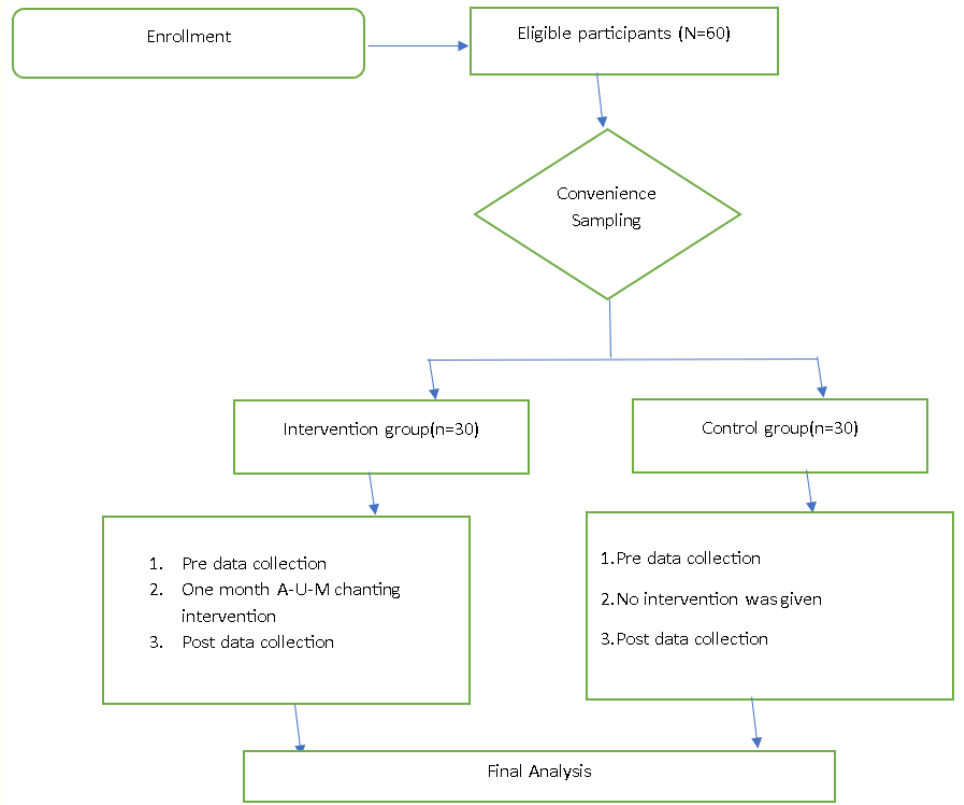 Enrollment
Eligible participants (N=60)
Convenience
Sampling
Intervention group(n=30)
Control group(n=30)
1. Pre data collection
2. One month A-U-M chanting
intervention
3. Post data collection
1.Pre data collection
2.No intervention was given
3.Post data collection
Final Analysis